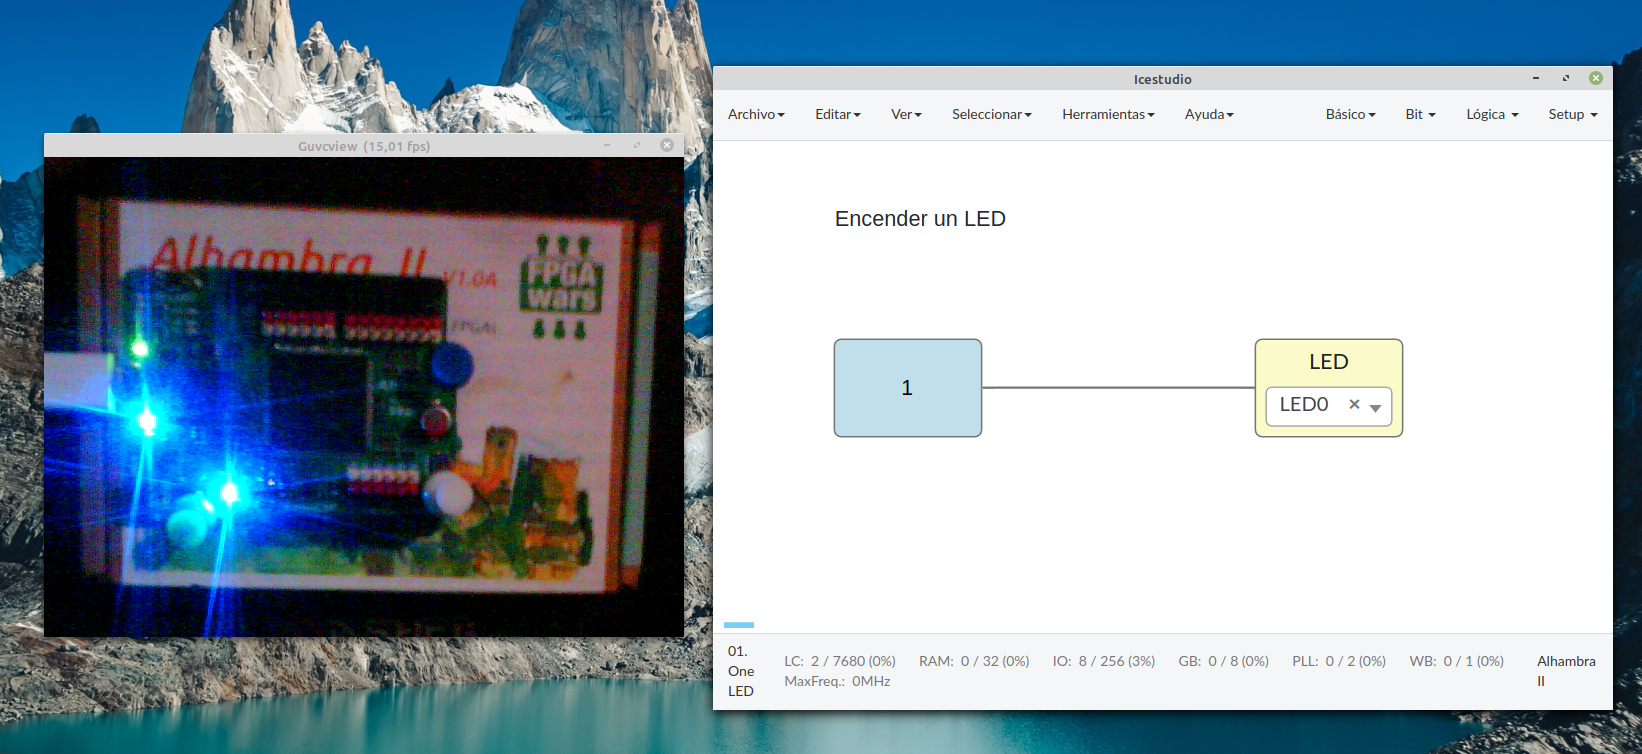 Guvcview (15,01 fps)
Alhambra II V1.0A
FPGA
wars
Icestudio
Archivo Editar Ver Seleccionar Herramientas Ayuda Básico Bit Lógica Setup
Encender un LED
1
LED
LED0
01. One LED
LC: 2 / 7680 (0%) RAM: 0 / 32 (0%) IO: 8 / 256 (3%) GB: 0 / 8 (0%) PLL: 0 / 2 (0%) WB: 0 / 1 (0%)
MaxFreq.: 0MHz
Alhambra II